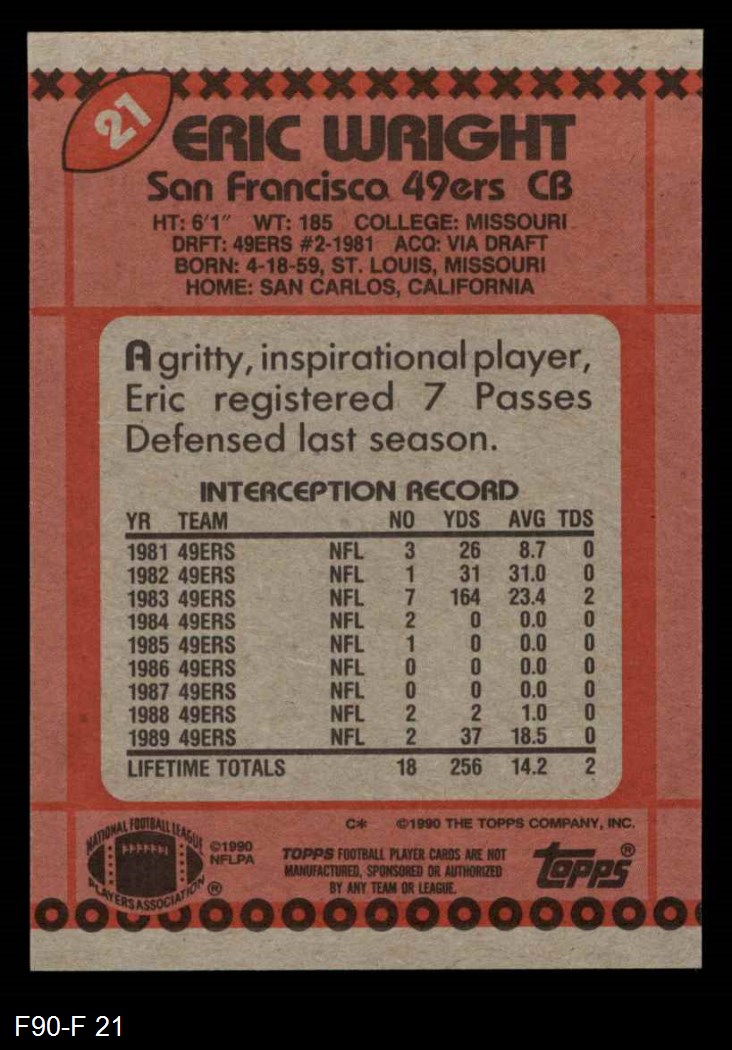 21
ERIC WRIGHT
San Francisco 49ers CB
HT: 6'1" WT: 185 COLLEGE: MISSOURI
DRFT: 49ERS #2-1981 ACQ: VIA DRAFT
BORN: 4-18-59, ST. LOUIS, MISSOURI
HOME: SAN CARLOS, CALIFORNIA
A gritty, inspirational player,
Eric registered 7 Passes
Defensed last season.
INTERCEPTION RECORD
YR TEAM NO YDS AVG TDS
1981 49ERS NFL 3 26 8.7 0
1982 49ERS NFL 1 31 31.0 0
1983 49ERS NFL 7 164 23.4 2
1984 49ERS NFL 2 0 0.0 0
1985 49ERS NFL 1 0 0.0 0
1986 49ERS NFL 0 0 0.0 0
1987 49ERS NFL 0 0 0.0 0
1988 49ERS NFL 2 2 1.0 0
1989 49ERS NFL 2 37 18.5 0
LIFETIME TOTALS 18 256 14.2 2
C* ©1990 THE TOPPS COMPANY, INC.
NATIONAL FOOTBALL LEAGUE
PLAYERS ASSOCIATION ®
©1990
NFLPA
TOPPS FOOTBALL PLAYER CARDS ARE NOT
MANUFACTURED, SPONSORED OR AUTHORIZED
BY ANY TEAM OR LEAGUE.
topps®
F90-F 21